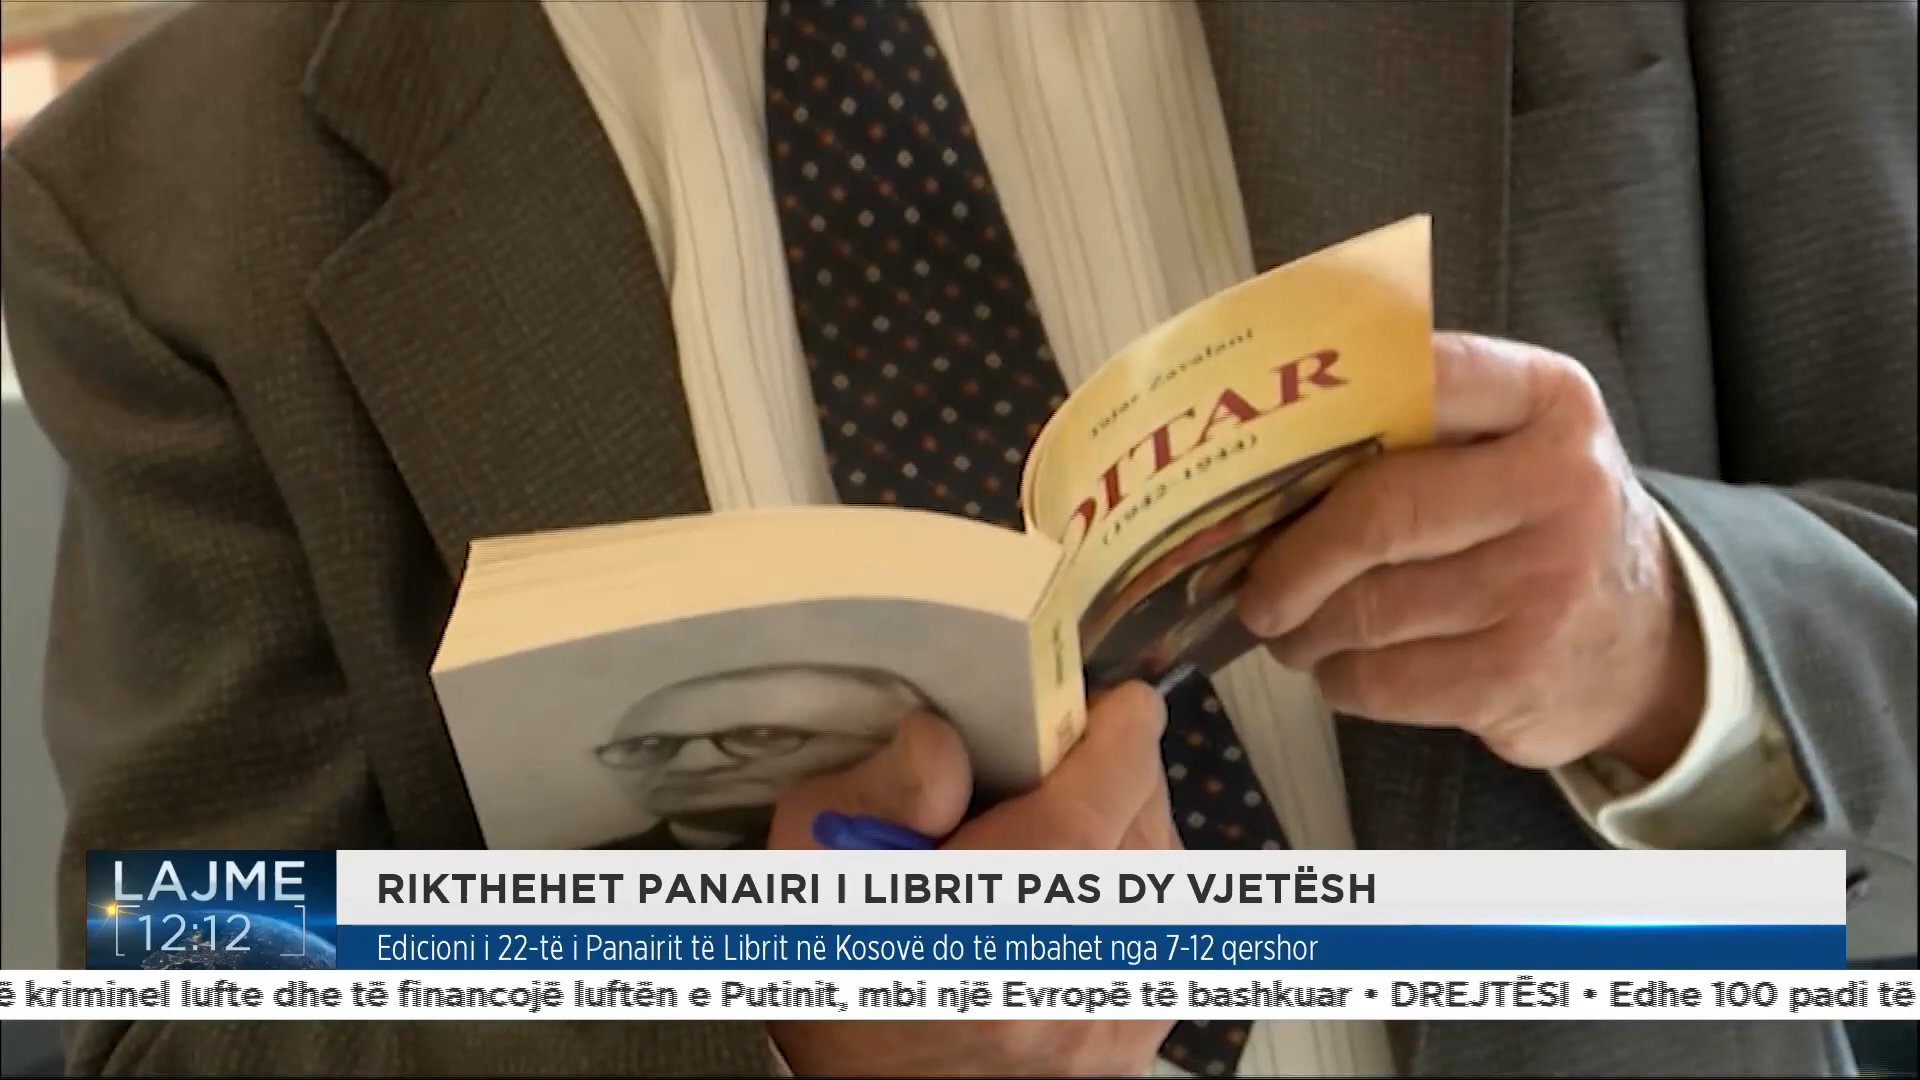 Zavalani
DITAR
(1942-1944)
LAJME
12:12
RIKTHEHET PANAIRI I LIBRIT PAS DY VJETËSH
Edicioni i 22-të i Panairit të Librit në Kosovë do të mbahet nga 7-12 qershor
ë kriminel lufte dhe të financojë luftën e Putinit, mbi një Evropë të bashkuar • DREJTËSI • Edhe 100 padi të